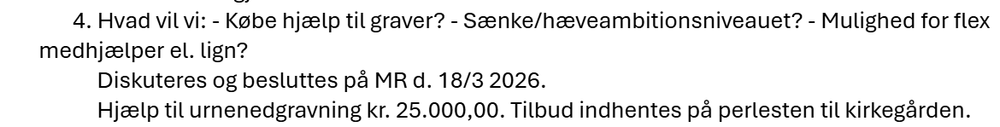 4. Hvad vil vi: - Købe hjælp til graver? - Sænke/hæveambitionsniveauet? - Mulighed for flex
medhjælper el. lign?
Diskuteres og besluttes på MR d. 18/3 2026.
Hjælp til urnenedgravning kr. 25.000,00. Tilbud indhentes på perlesten til kirkegården.